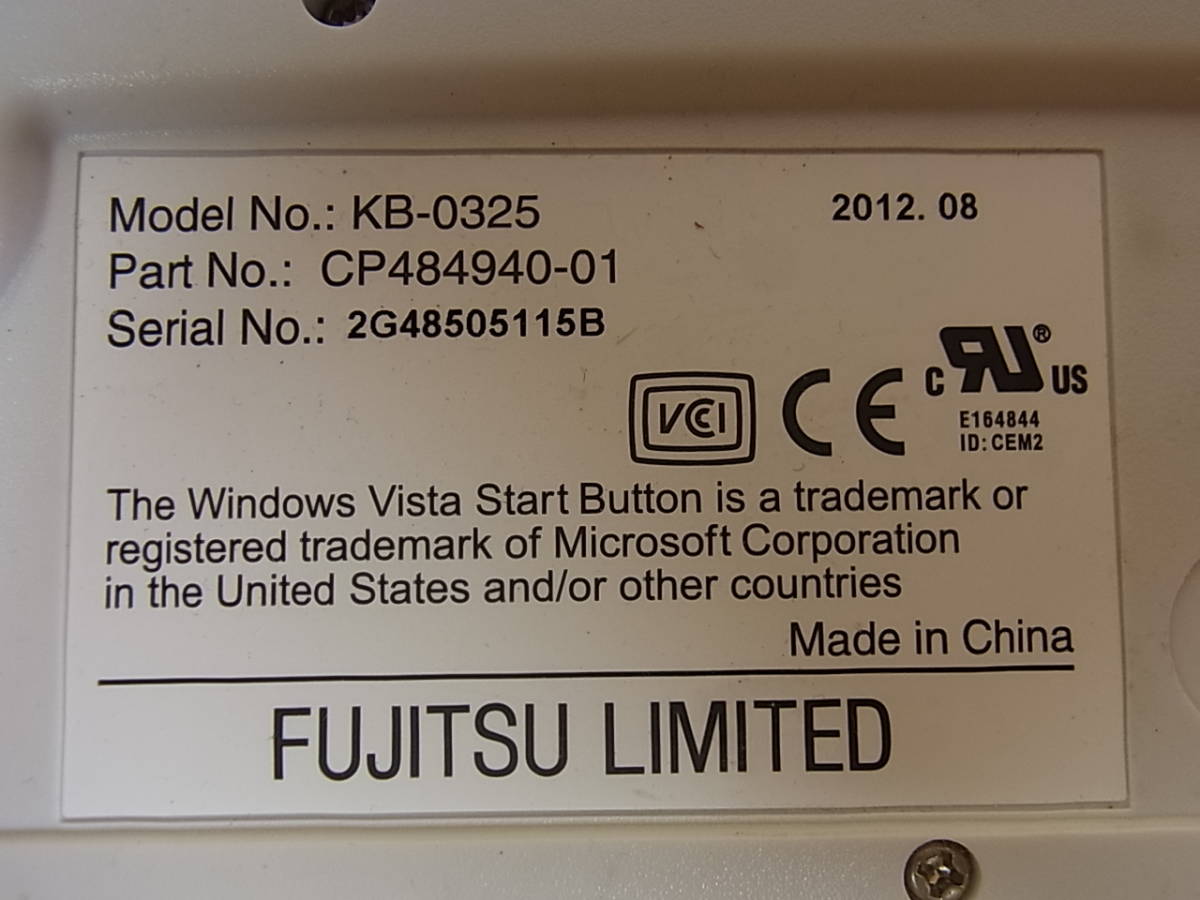 Model No.: KB-0325 2012. 08
Part No.: CP484940-01
Serial No.: 2G48505115B
VCCI CE c RU ® US
E164844
ID: CEM2
The Windows Vista Start Button is a trademark or
registered trademark of Microsoft Corporation
in the United States and/or other countries
Made in China
FUJITSU LIMITED